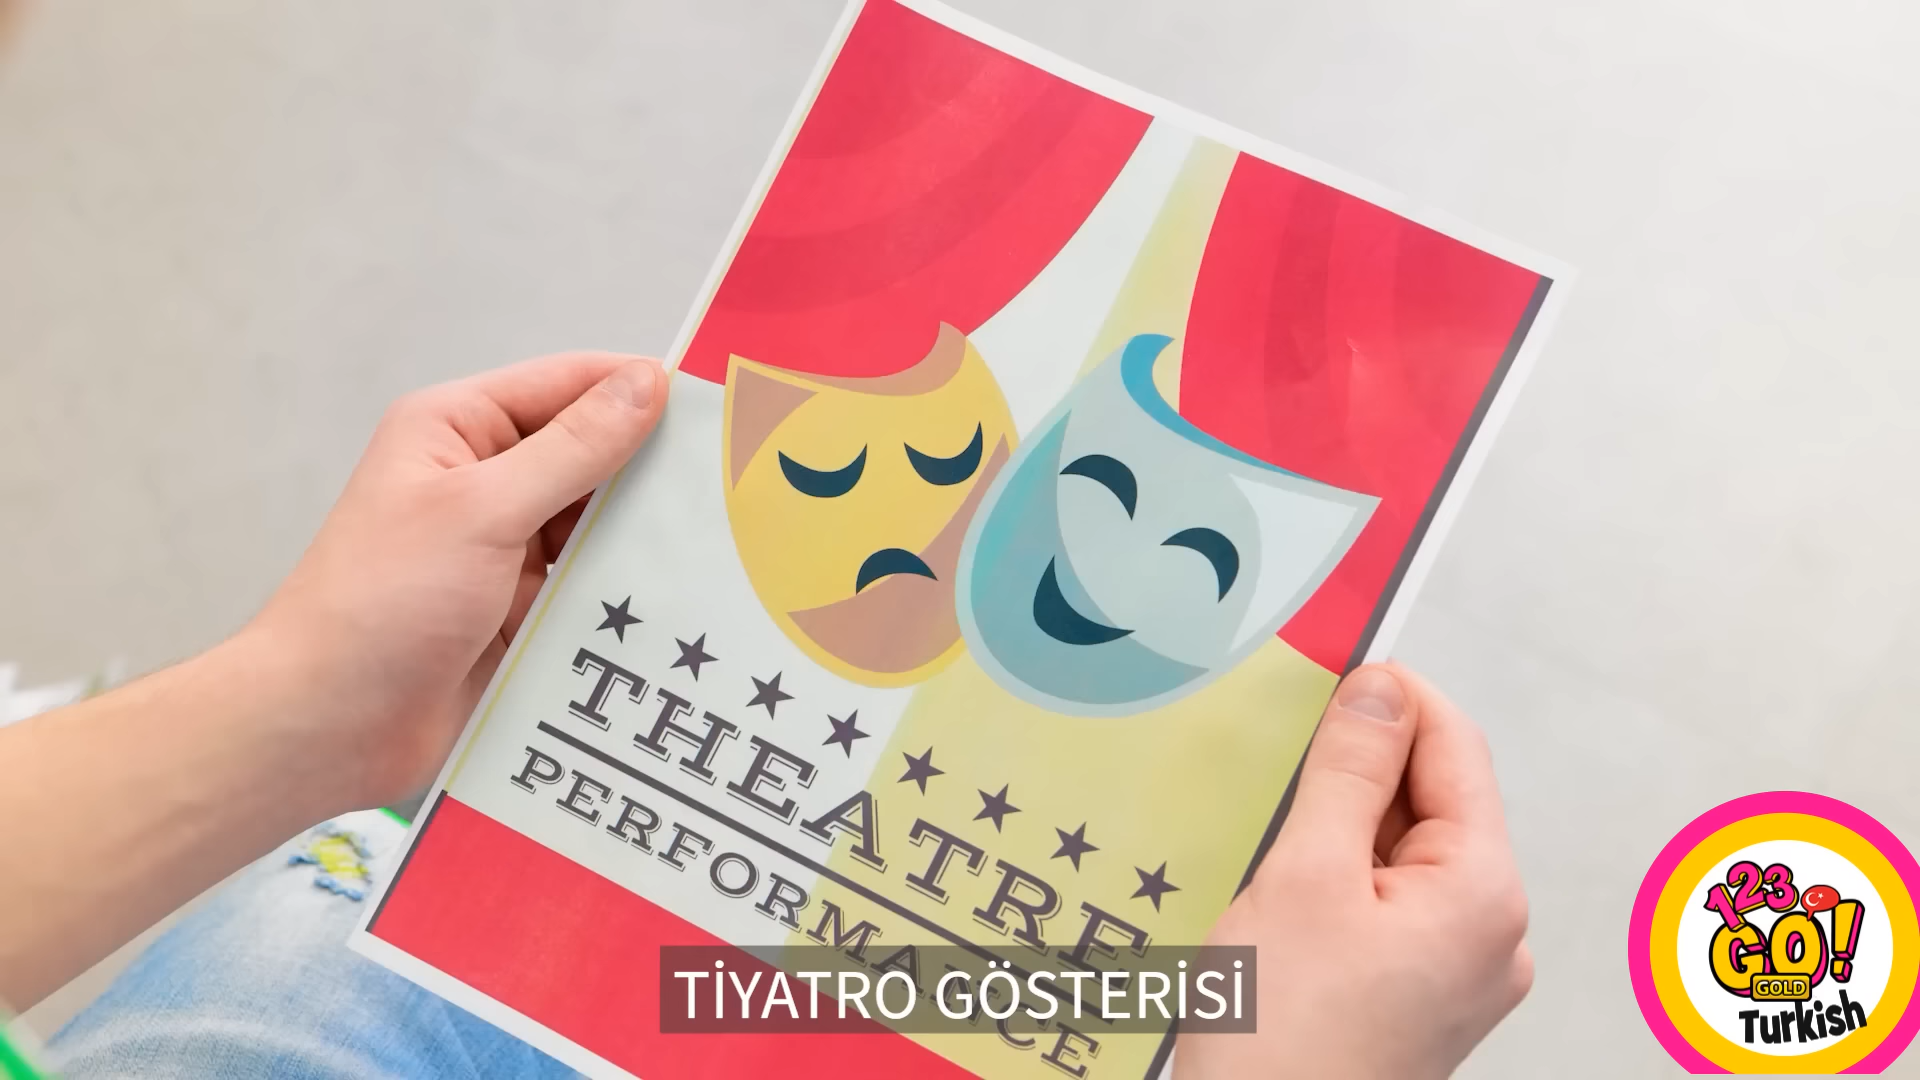 THEATRE
PERFORMANCE
TİYATRO GÖSTERİSİ
123
GO!
GOLD
Turkish